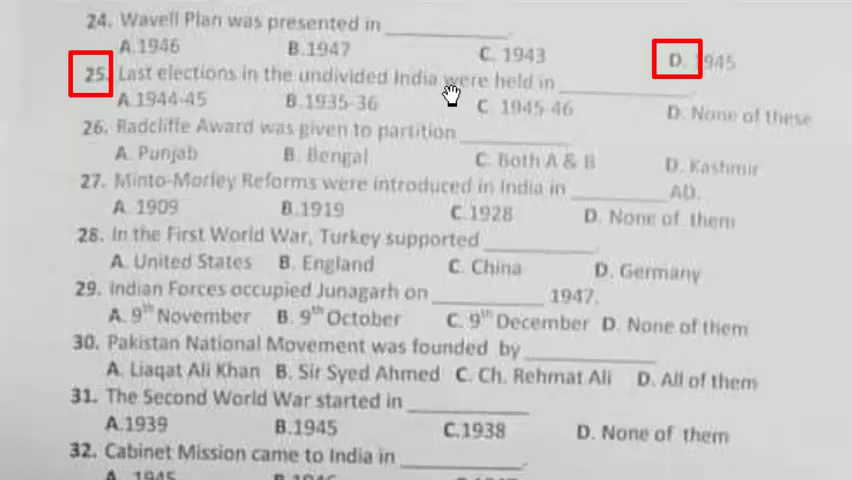 24. Wavell Plan was presented in ____________
A.1946 B.1947 C. 1943 D. 1945
25. Last elections in the undivided India were held in ____________
A.1944-45 B.1935-36 C. 1945-46 D. None of these
26. Radcliffe Award was given to partition ____________
A. Punjab B. Bengal C. Both A & B D. Kashmir
27. Minto-Morley Reforms were introduced in India in _________ AD.
A. 1909 B.1919 C.1928 D. None of them
28. In the First World War, Turkey supported ____________.
A. United States B. England C. China D. Germany
29. Indian Forces occupied Junagarh on __________ 1947.
A. 9th November B. 9th October C. 9th December D. None of them
30. Pakistan National Movement was founded by ____________
A. Liaqat Ali Khan B. Sir Syed Ahmed C. Ch. Rehmat Ali D. All of them
31. The Second World War started in ____________
A.1939 B.1945 C.1938 D. None of them
32. Cabinet Mission came to India in ____________.
A. 1945 B.1946